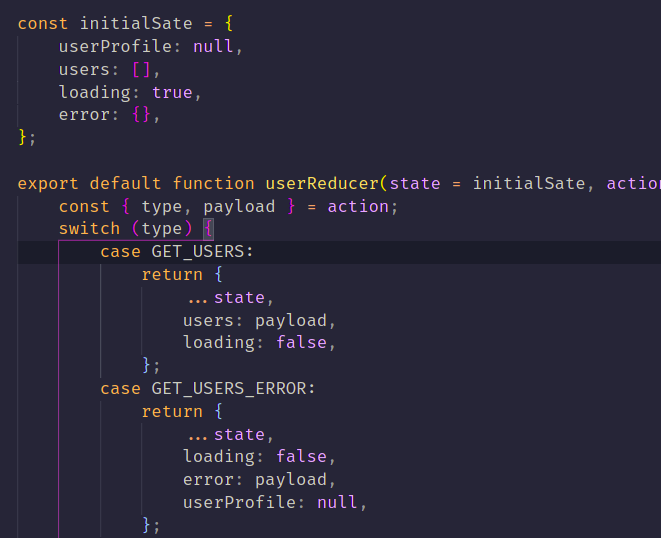 const initialSate = {
    userProfile: null,
    users: [],
    loading: true,
    error: {},
};
export default function userReducer(state = initialSate, action
    const { type, payload } = action;
    switch (type) {
        case GET_USERS:
            return {
                ...state,
                users: payload,
                loading: false,
            };
        case GET_USERS_ERROR:
            return {
                ...state,
                loading: false,
                error: payload,
                userProfile: null,
            };